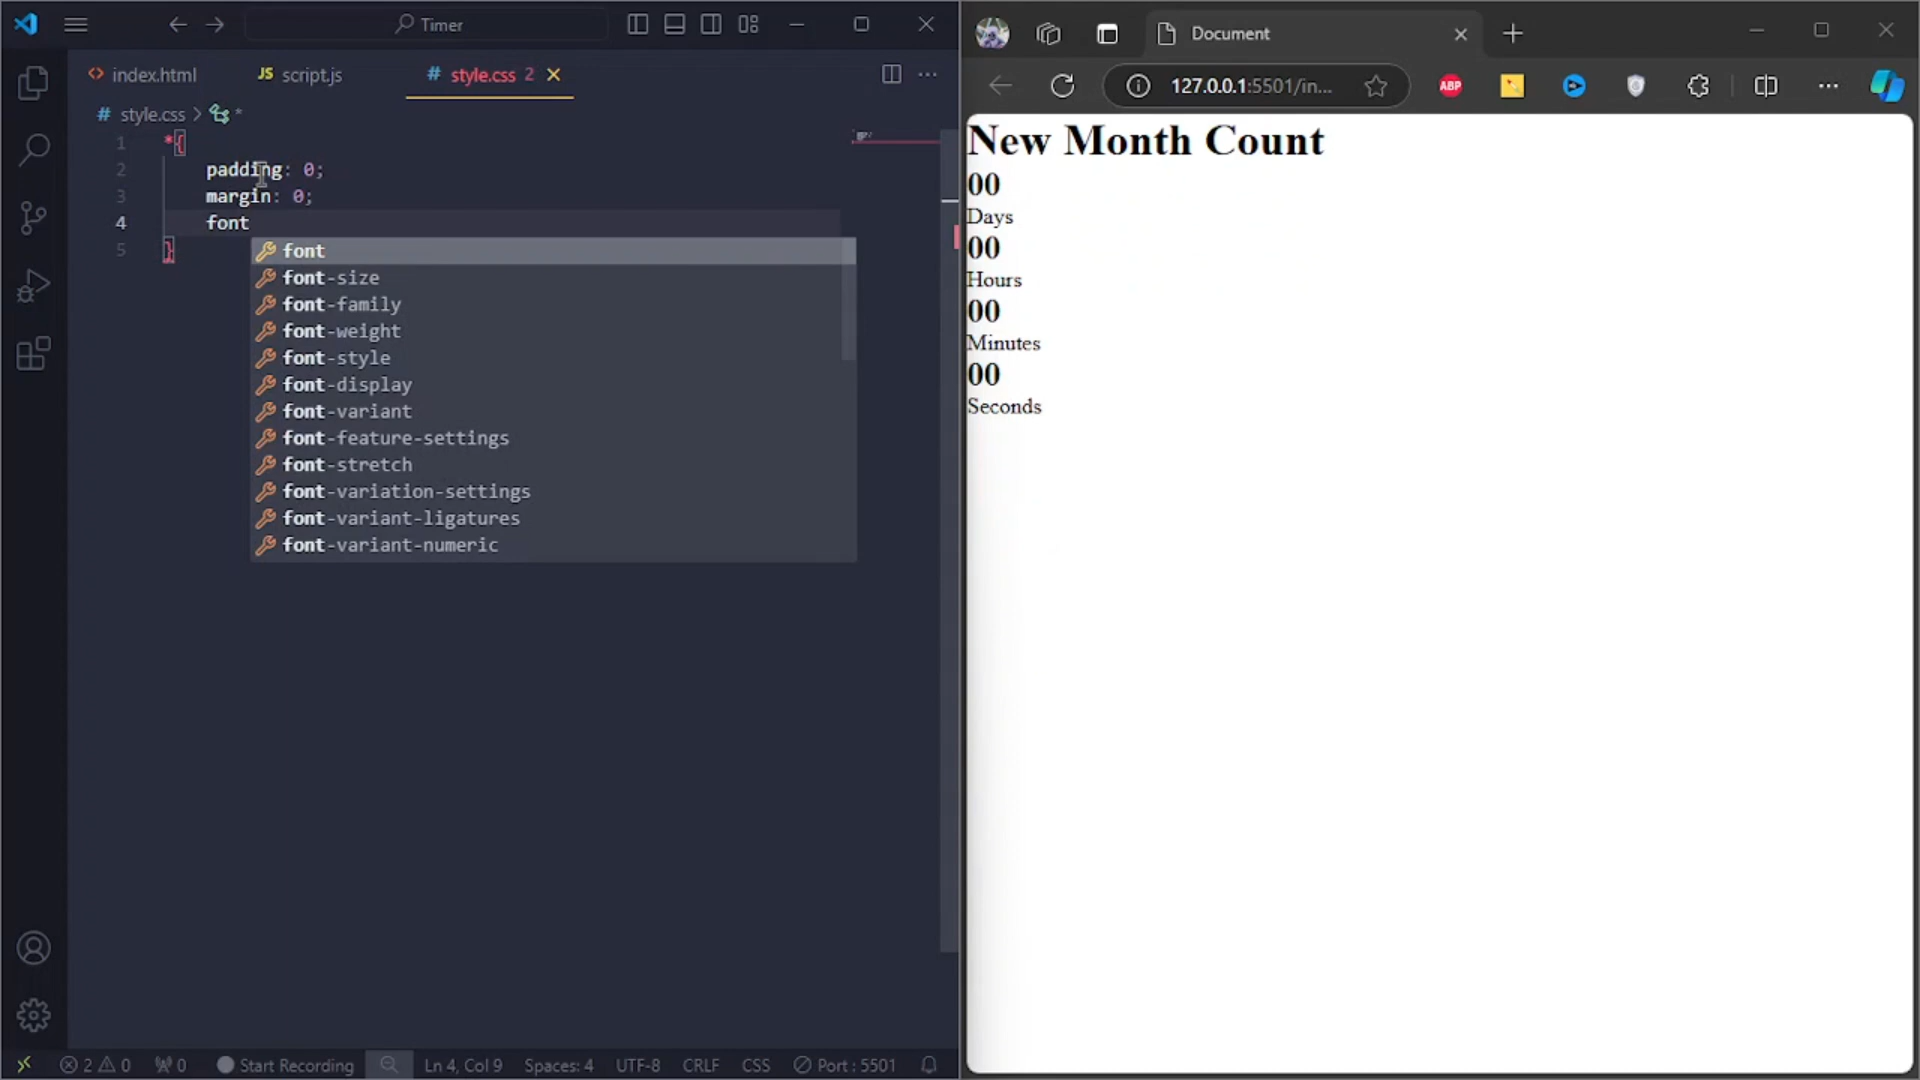 Timer
index.html
JS script.js
# style.css 2
# style.css > *
1 *{
2 padding: 0;
3 margin: 0;
4 font
5 }
font
font-size
font-family
font-weight
font-style
font-display
font-variant
font-feature-settings
font-stretch
font-variation-settings
font-variant-ligatures
font-variant-numeric
2 0 0 Start Recording Ln 4, Col 9 Spaces: 4 UTF-8 CRLF CSS Port : 5501
Document
127.0.0.1:5501/in...
ABP
New Month Count
00
Days
00
Hours
00
Minutes
00
Seconds